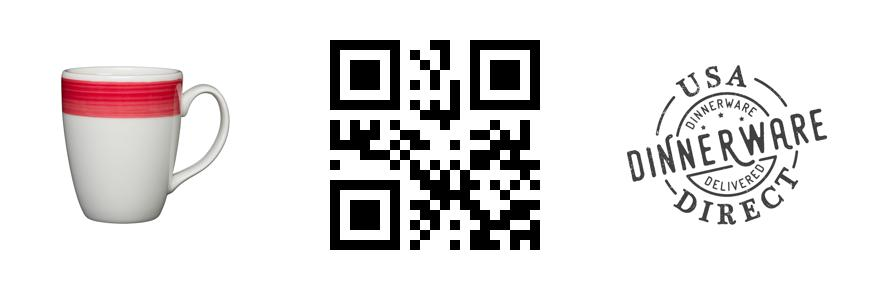 USA
DINNERWARE
DINNERWARE
DELIVERED
DIRECT